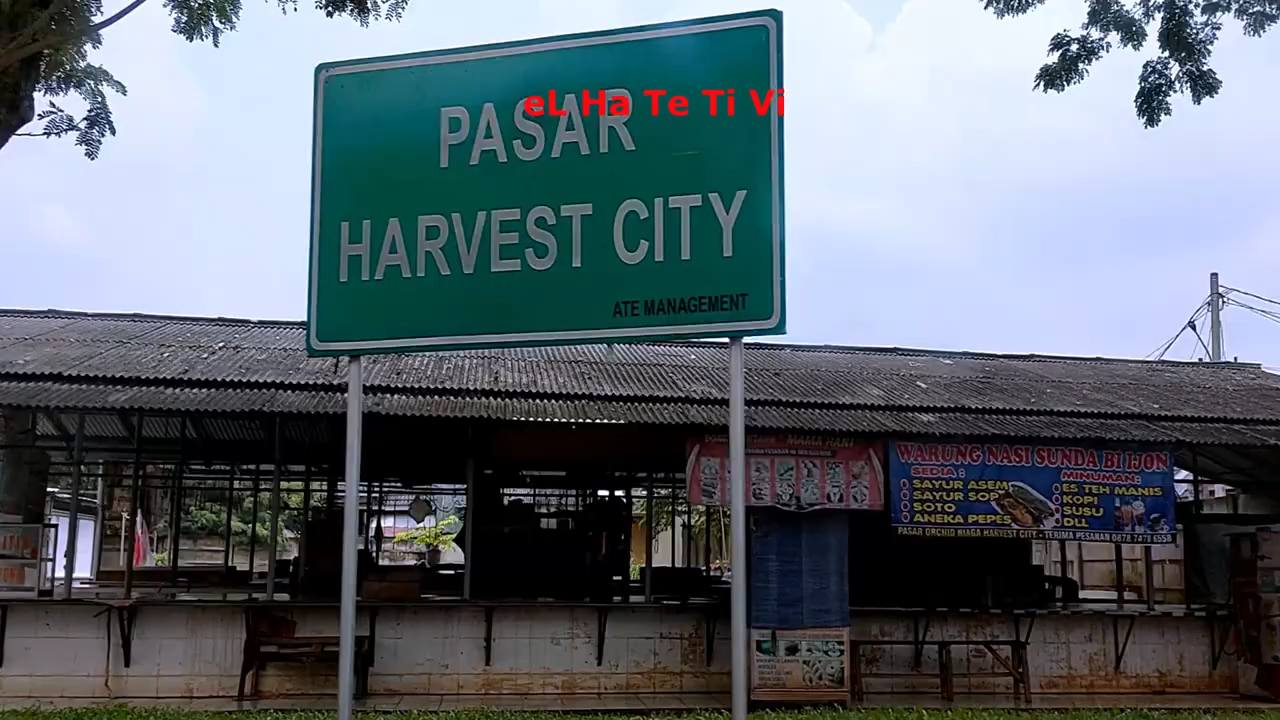 eL Ha Te Ti Vi
PASAR
HARVEST CITY
ATE MANAGEMENT
MAMA RANI
WARUNG NASI SUNDA BI IJON
SEDIA :
SAYUR ASEM
SAYUR SOP
SOTO
ANEKA PEPES
MINUMAN:
ES TEH MANIS
KOPI
SUSU
DLL
PASAR ORCHID NIAGA HARVEST CITY - TERIMA PESANAN 0878 7479 6558